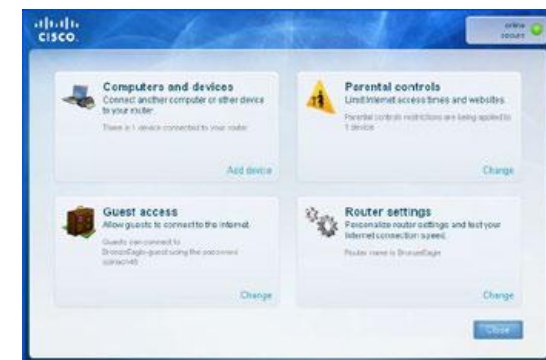 CISCO
online
secure
Computers and devices
Connect another computer or other device
to your router.
There is 1 device connected to your router
Add device
Parental controls
Limit Internet access times and websites.
Parental controls restrictions are being applied to
1 device
Change
Guest access
Allow guests to connect to the internet.
Guests can connect to
BronzeEagle-guest using the password
Change
Router settings
Personalize router settings and test your
Internet connection speed.
Router name is BronzeEagle
Change
Close